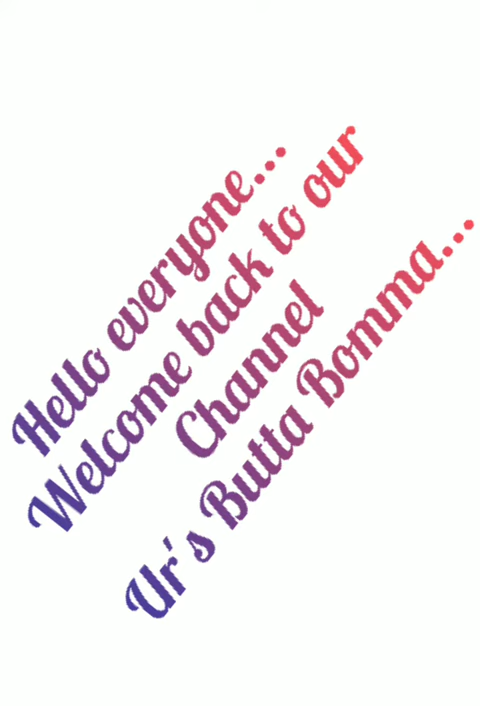 Hello everyone...
Welcome back to our
Channel
Ur's Butta Bomma...